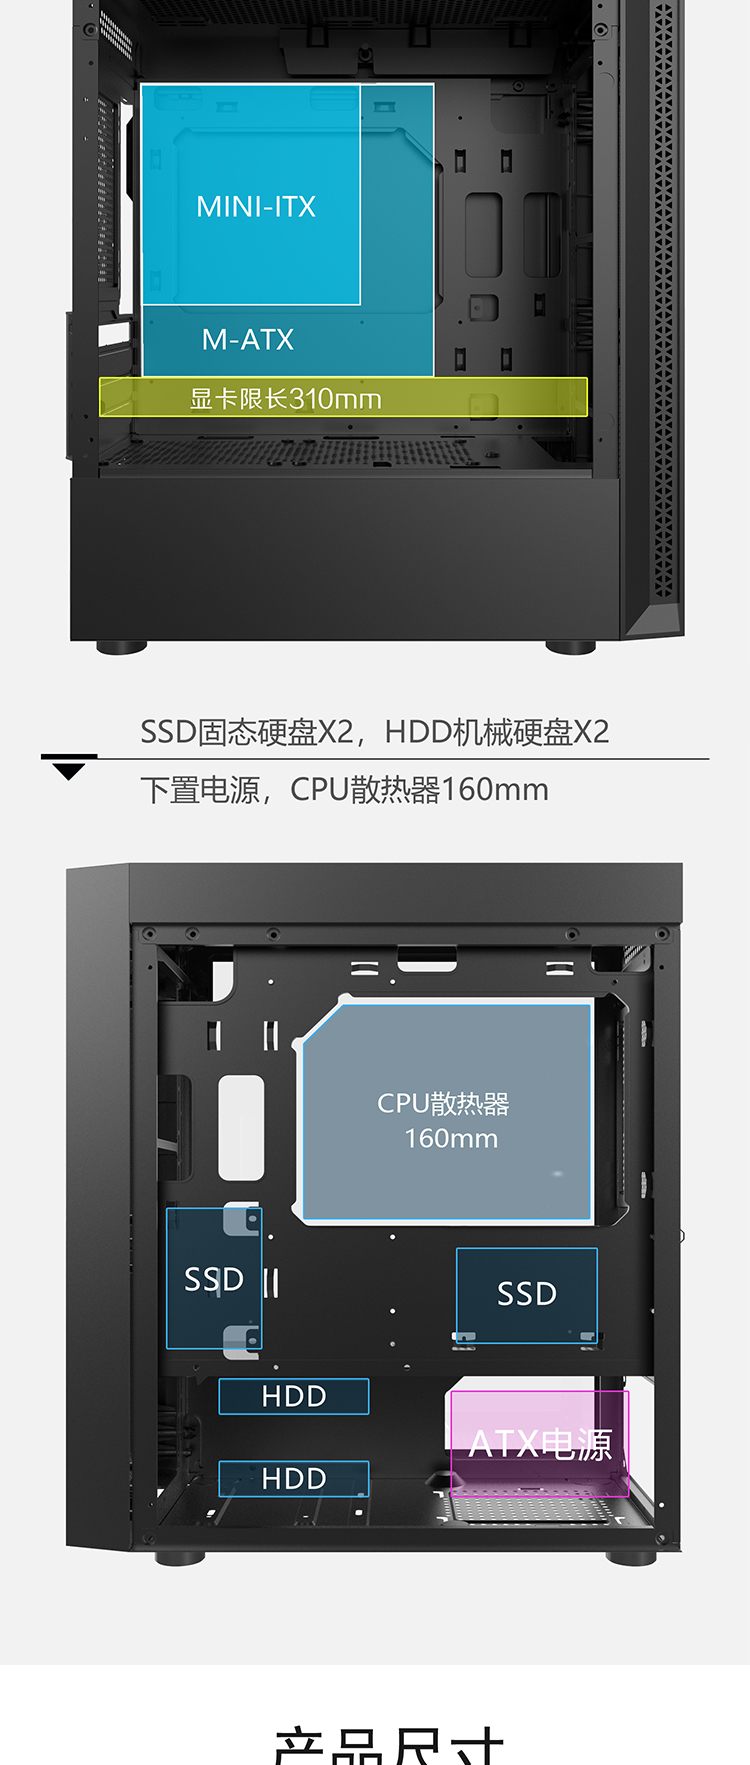 MINI-ITX
M-ATX
显卡限长310mm
SSD固态硬盘X2，HDD机械硬盘X2
下置电源，CPU散热器160mm
CPU散热器
160mm
SSD
SSD
HDD
ATX电源
HDD
产品尺寸